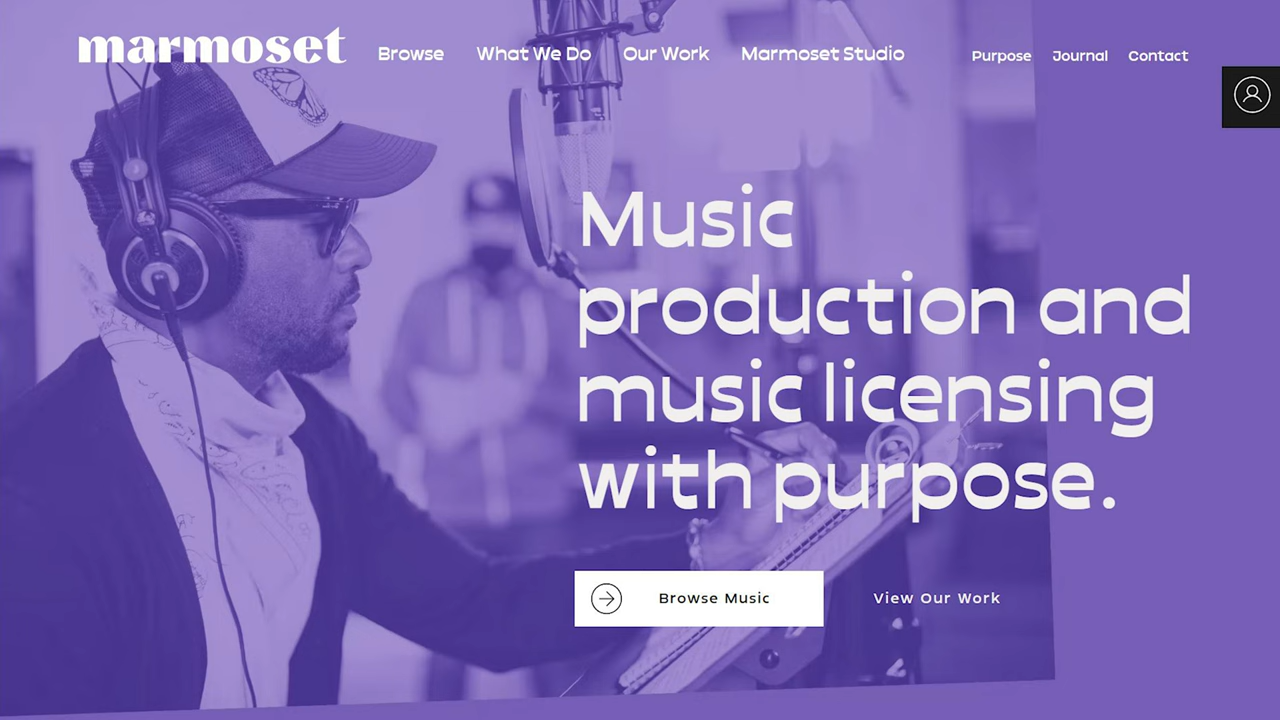 marmoset
Browse What We Do Our Work Marmoset Studio Purpose Journal Contact
Music
production and
music licensing
with purpose.
Browse Music View Our Work